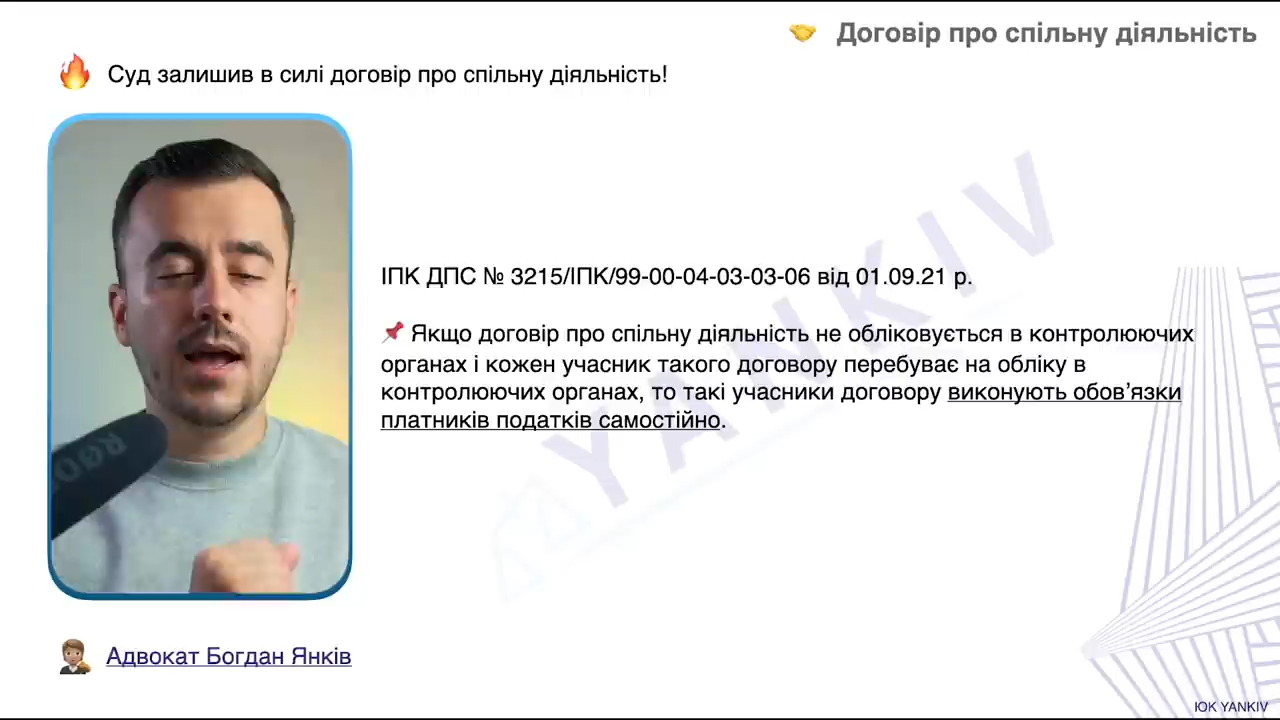 Договір про спільну діяльність
Суд залишив в силі договір про спільну діяльність!
YANKIV
ІПК ДПС № 3215/ІПК/99-00-04-03-03-06 від 01.09.21 р.
Якщо договір про спільну діяльність не обліковується в контролюючих
органах і кожен учасник такого договору перебуває на обліку в
контролюючих органах, то такі учасники договору виконують обов’язки
платників податків самостійно.
RØDE
Адвокат Богдан Янків
ЮК YANKIV